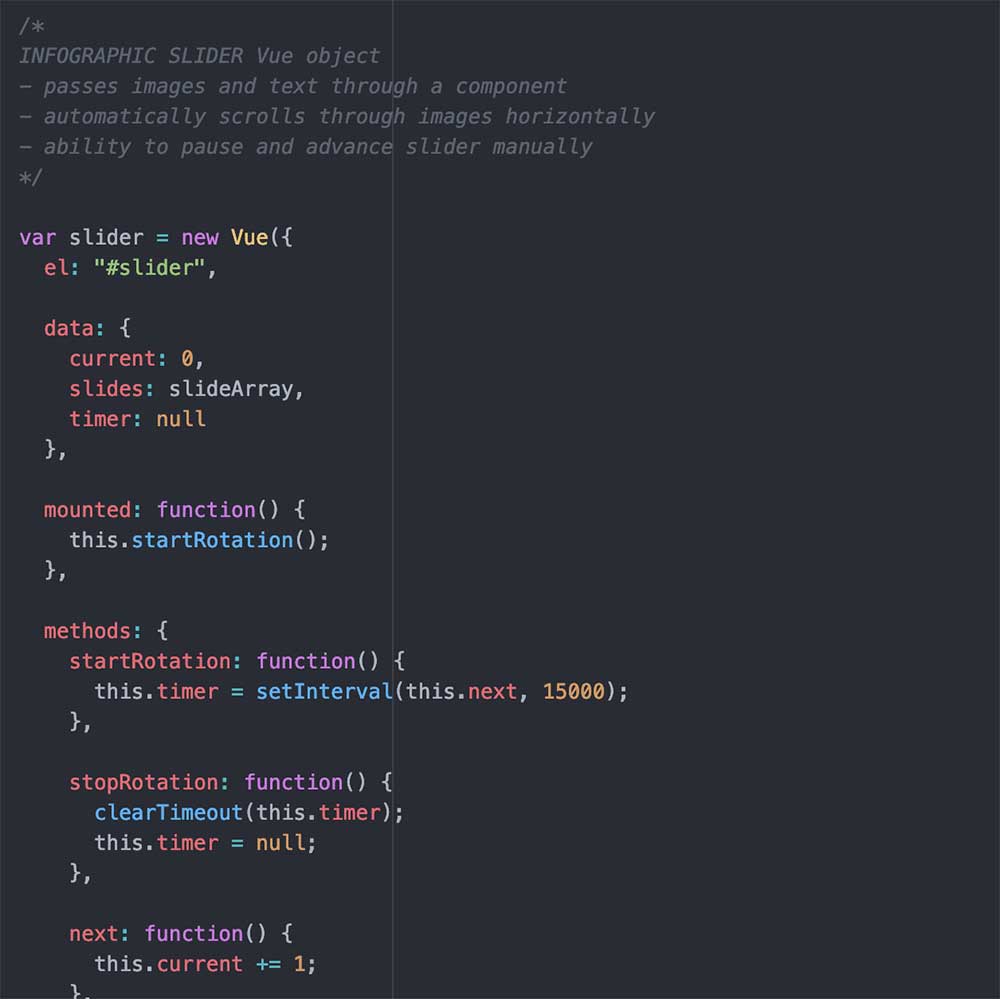 /*
INFOGRAPHIC SLIDER Vue object
- passes images and text through a component
- automatically scrolls through images horizontally
- ability to pause and advance slider manually
*/

var slider = new Vue({
  el: "#slider",

  data: {
    current: 0,
    slides: slideArray,
    timer: null
  },

  mounted: function() {
    this.startRotation();
  },

  methods: {
    startRotation: function() {
      this.timer = setInterval(this.next, 15000);
    },

    stopRotation: function() {
      clearTimeout(this.timer);
      this.timer = null;
    },

    next: function() {
      this.current += 1;
    },